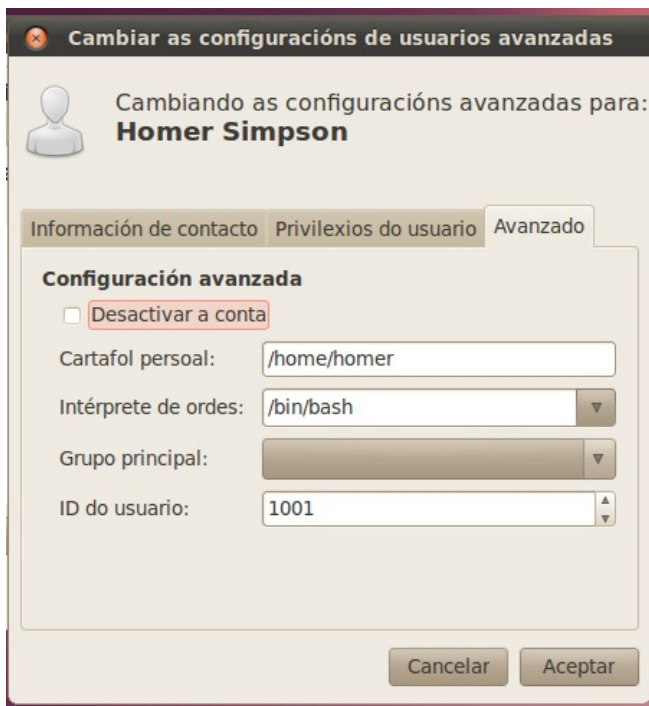 Cambiar as configuracións de usuarios avanzadas
Cambiando as configuracións avanzadas para:
Homer Simpson
Información de contacto Privilexios do usuario Avanzado
Configuración avanzada
Desactivar a conta
Cartafol persoal: /home/homer
Intérprete de ordes: /bin/bash
Grupo principal:
ID do usuario: 1001
Cancelar Aceptar